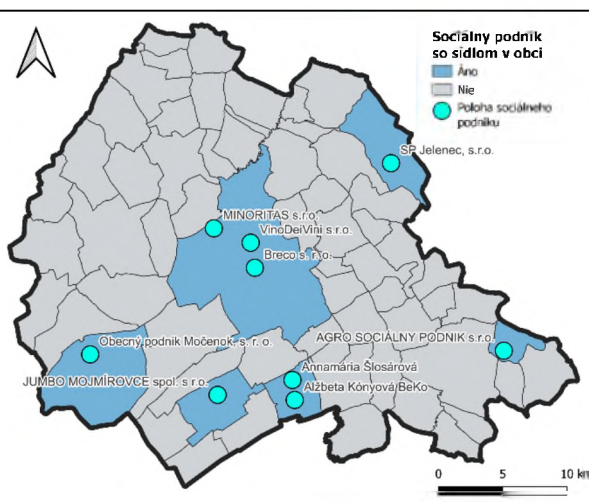 Sociálny podnik
so sídlom v obci
Áno
Nie
Poloha sociálneho
podniku
SP Jelenec, s.r.o.
MINORITAS s.r.o.
VinoDeiVini s.r.o.
Breco s. r. o.
AGRO SOCIÁLNY PODNIK s.r.o.
Obecný podnik Močenok, s. r. o.
Annamária Šlosárová
JUMBO MOJMÍROVCE spol. s r.o.
Alžbeta Kónyová BeKo
0 5 10 km